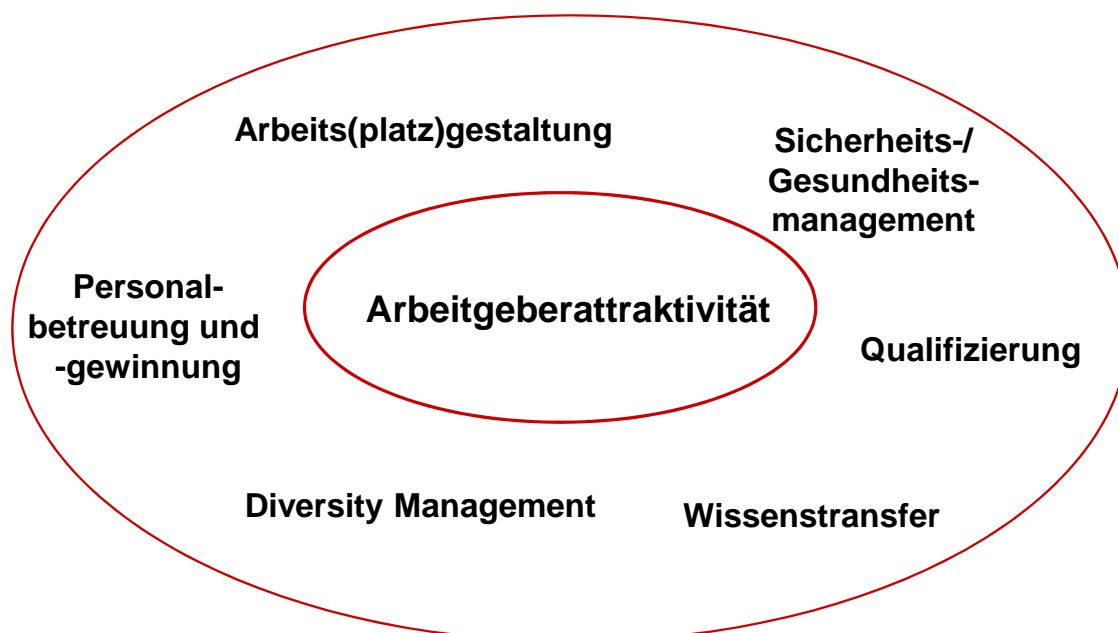 Arbeits(platz)gestaltung
Sicherheits-/
Gesundheits-
management
Personal-
betreuung und
-gewinnung
Arbeitgeberattraktivität
Qualifizierung
Diversity Management
Wissenstransfer